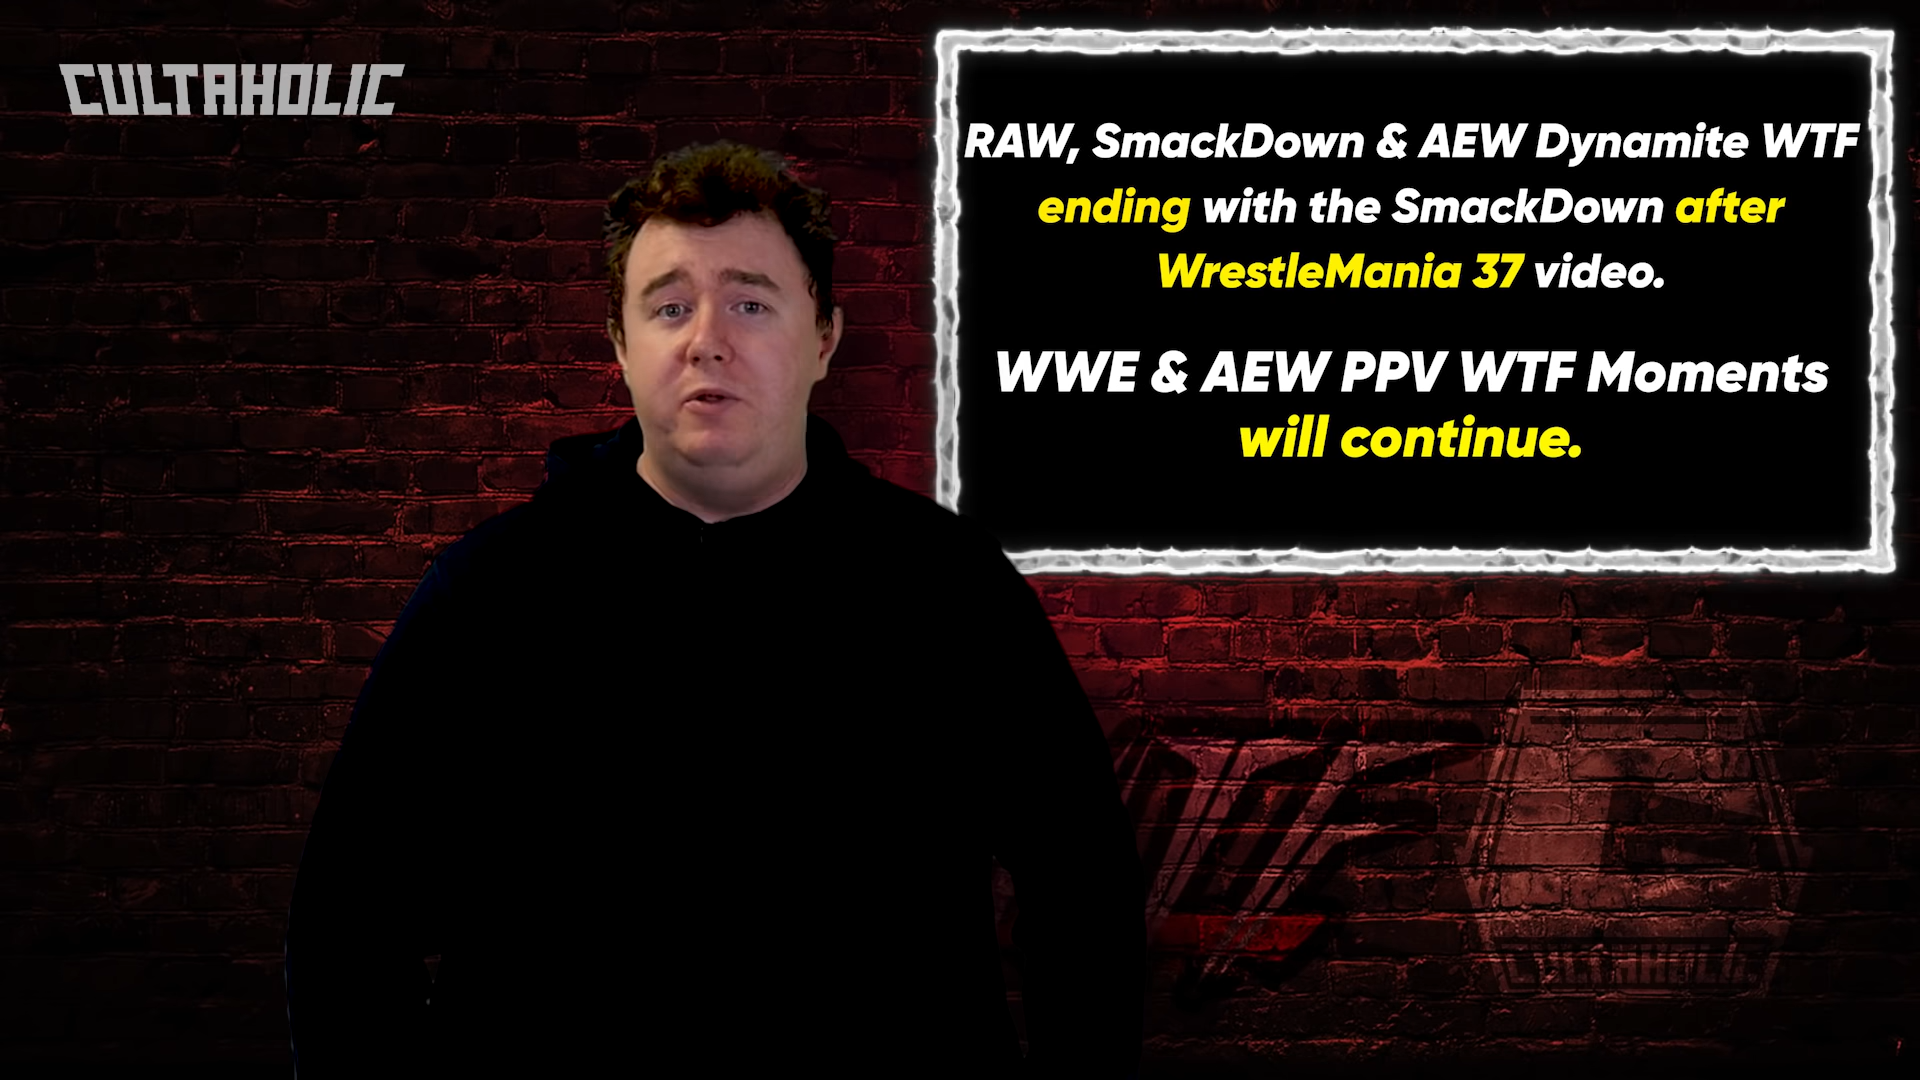 CULTAHOLIC
RAW, SmackDown & AEW Dynamite WTF
ending with the SmackDown after
WrestleMania 37 video.
WWE & AEW PPV WTF Moments
will continue.
CULTAHOLIC